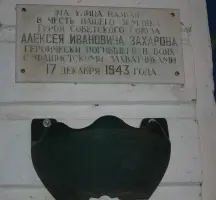 ЭТА УЛИЦА НАЗВАНА
В ЧЕСТЬ НАШЕГО ЗЕМЛЯКА
ГЕРОЯ СОВЕТСКОГО СОЮЗА
АЛЕКСЕЯ ИВАНОВИЧА ЗАХАРОВА
ГЕРОИЧЕСКИ ПОГИБШЕГО В БОЯХ
С ФАШИСТСКИМИ ЗАХВАТЧИКАМИ
17 ДЕКАБРЯ 1943 ГОДА.